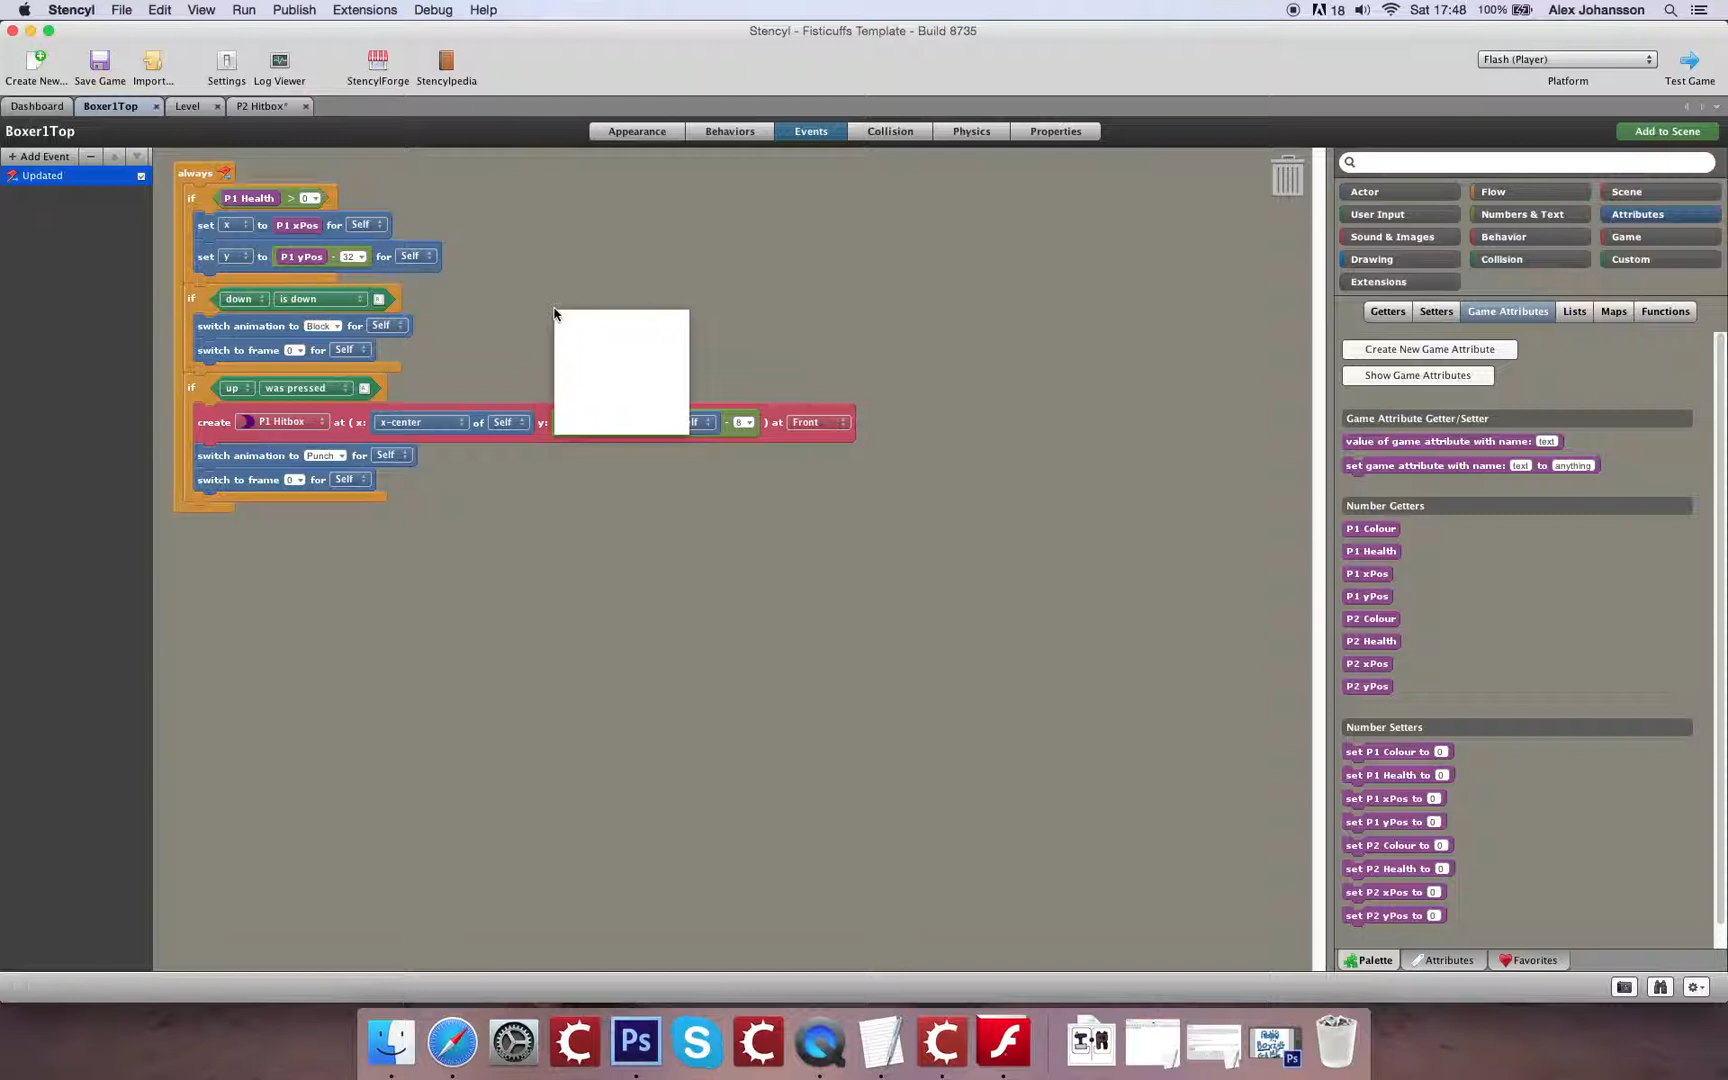 Stencyl File Edit View Run Publish Extensions Debug Help 18 Sat 17:48 100% Alex Johansson
Stencyl - Fisticuffs Template - Build 8735
Create New... Save Game Import... Settings Log Viewer StencylForge Stencylpedia Flash (Player) Platform Test Game
Dashboard Boxer1Top Level P2 Hitbox*
Boxer1Top Appearance Behaviors Events Collision Physics Properties Add to Scene
+ Add Event
Updated
always
if P1 Health > 0
set x to P1 xPos for Self
set y to P1 yPos - 32 for Self
if down is down
switch animation to Block for Self
switch to frame 0 for Self
if up was pressed
create P1 Hitbox at ( x: x-center of Self y: - 8 ) at Front
switch animation to Punch for Self
switch to frame 0 for Self
Actor Flow Scene
User Input Numbers & Text Attributes
Sound & Images Behavior Game
Drawing Collision Custom
Extensions
Getters Setters Game Attributes Lists Maps Functions
Create New Game Attribute
Show Game Attributes
Game Attribute Getter/Setter
value of game attribute with name: text
set game attribute with name: text to anything
Number Getters
P1 Colour
P1 Health
P1 xPos
P1 yPos
P2 Colour
P2 Health
P2 xPos
P2 yPos
Number Setters
set P1 Colour to 0
set P1 Health to 0
set P1 xPos to 0
set P1 yPos to 0
set P2 Colour to 0
set P2 Health to 0
set P2 xPos to 0
set P2 yPos to 0
Palette Attributes Favorites
Ps S Ps